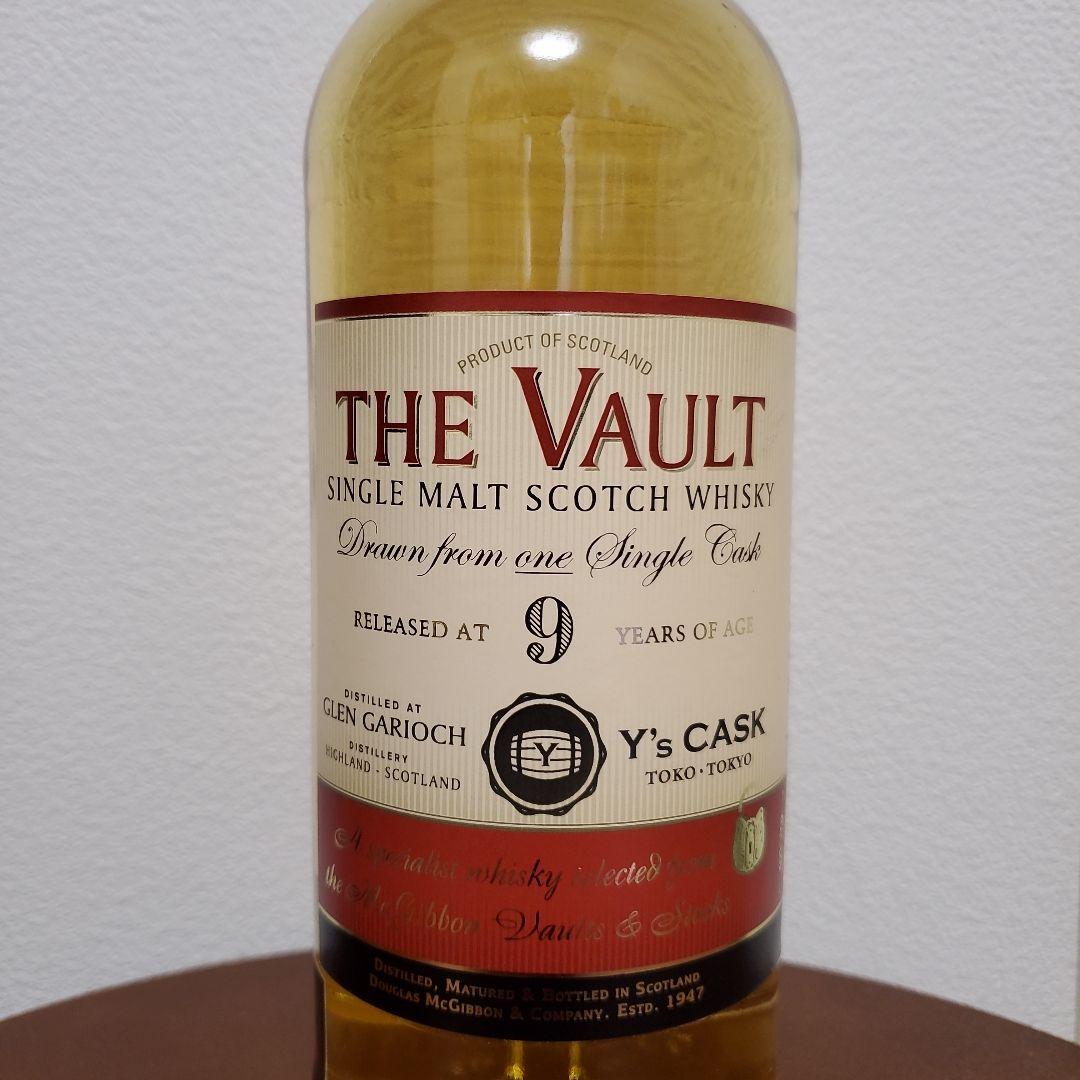 PRODUCT OF SCOTLAND
THE VAULT
SINGLE MALT SCOTCH WHISKY
Drawn from one Single Cask
RELEASED AT 9 YEARS OF AGE
DISTILLED AT
GLEN GARIOCH
DISTILLERY
HIGHLAND - SCOTLAND
Y
Y's CASK
TOKO · TOKYO
A specialist whisky selected from
the McGibbon Vaults & Stocks
DISTILLED, MATURED & BOTTLED IN SCOTLAND
DOUGLAS MCGIBBON & COMPANY. ESTD. 1947